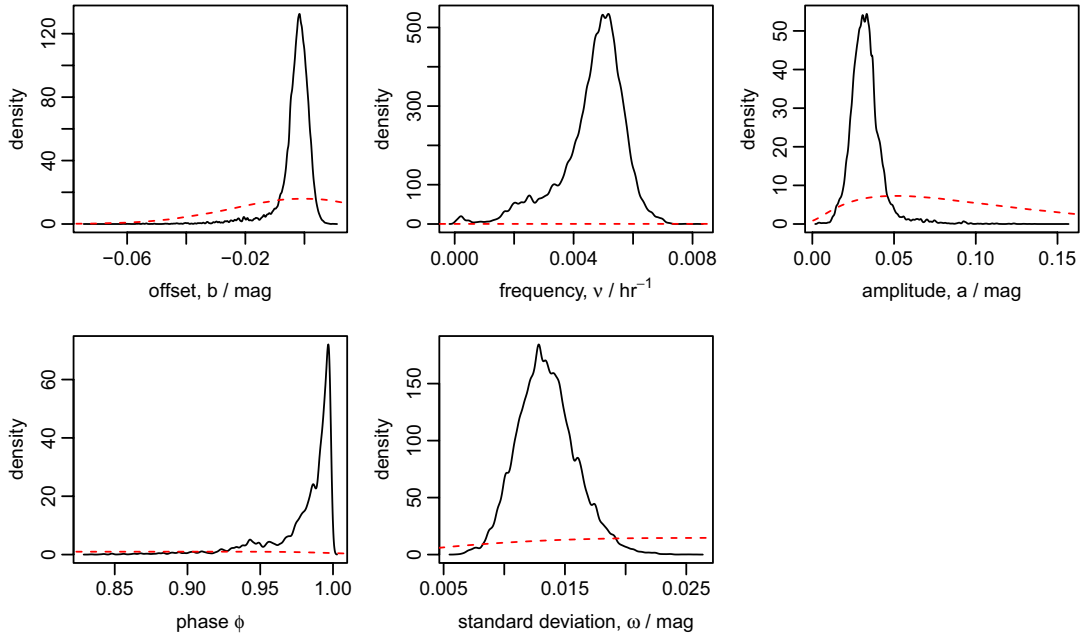 density
0 40 80 120
−0.06 −0.02
offset, b / mag
density
0 100 300 500
0.000 0.004 0.008
frequency, ν / hr−1
density
0 10 20 30 40 50
0.00 0.05 0.10 0.15
amplitude, a / mag
density
0 20 40 60
0.85 0.90 0.95 1.00
phase ϕ
density
0 50 100 150
0.005 0.015 0.025
standard deviation, ω / mag